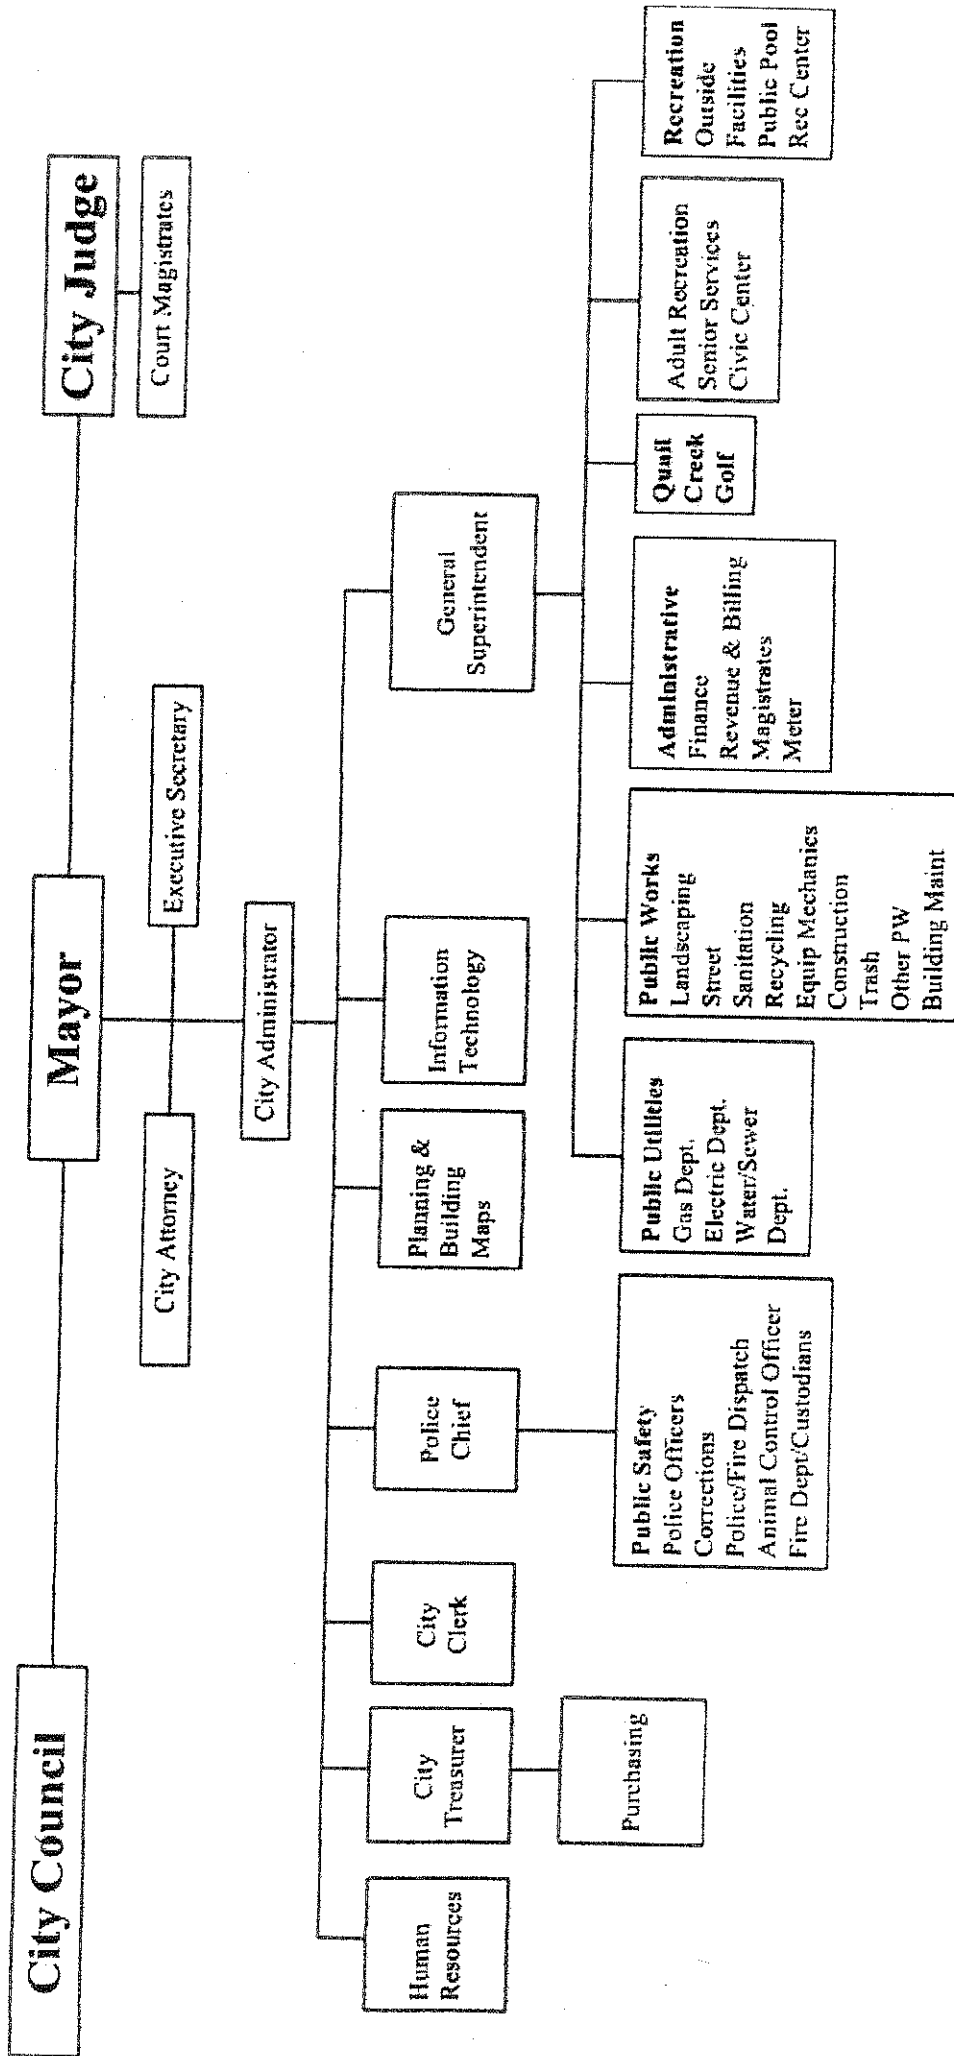 City Council
Mayor
City Judge
Court Magistrates
City Attorney
Executive Secretary
City Administrator
Human
Resources
City
Treasurer
City
Clerk
Police
Chief
Planning &
Building
Maps
Information
Technology
General
Superintendent
Purchasing
Public Safety
Police Officers
Corrections
Police/Fire Dispatch
Animal Control Officer
Fire Dept/Custodians
Public Utilities
Gas Dept.
Electric Dept.
Water/Sewer
Dept.
Public Works
Landscaping
Street
Sanitation
Recycling
Equip Mechanics
Construction
Trash
Other PW
Building Maint
Administrative
Finance
Revenue & Billing
Magistrates
Meter
Quail
Creek
Golf
Adult Recreation
Senior Services
Civic Center
Recreation
Outside
Facilities
Public Pool
Rec Center